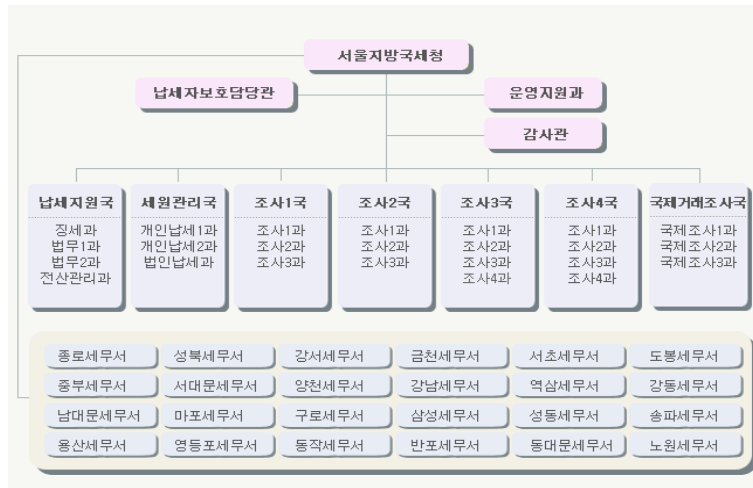 서울지방국세청
납세자보호담당관
운영지원과
감사관
납세지원국
징세과
법무1과
법무2과
전산관리과
세원관리국
개인납세1과
개인납세2과
법인납세과
조사1국
조사1과
조사2과
조사3과
조사2국
조사1과
조사2과
조사3과
조사3국
조사1과
조사2과
조사3과
조사4과
조사4국
조사1과
조사2과
조사3과
조사4과
국제거래조사국
국제조사1과
국제조사2과
국제조사3과
종로세무서 성북세무서 강서세무서 금천세무서 서초세무서 도봉세무서
중부세무서 서대문세무서 양천세무서 강남세무서 역삼세무서 강동세무서
남대문세무서 마포세무서 구로세무서 삼성세무서 성동세무서 송파세무서
용산세무서 영등포세무서 동작세무서 반포세무서 동대문세무서 노원세무서